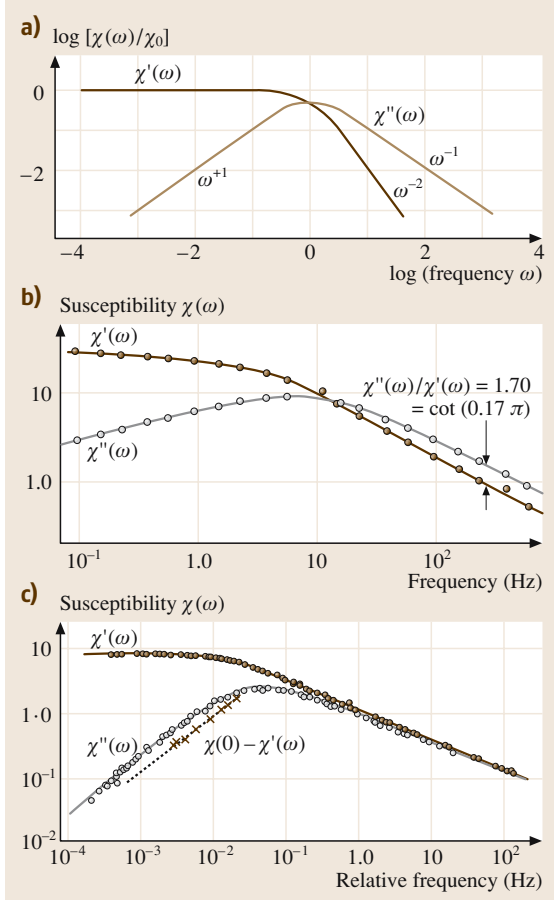 a) log [χ(ω)/χ₀]
χ'(ω)
0
χ''(ω)
ω⁺¹
ω⁻¹
−2
ω⁻²
−4 −2 0 2 4
log (frequency ω)
b) Susceptibility χ(ω)
χ'(ω)
10
χ''(ω)/χ'(ω) = 1.70
= cot (0.17 π)
χ''(ω)
1.0
10⁻¹ 1.0 10 10²
Frequency (Hz)
c) Susceptibility χ(ω)
χ'(ω)
10
1·0
χ''(ω)
χ(0) − χ'(ω)
10⁻¹
10⁻²
10⁻⁴ 10⁻³ 10⁻² 10⁻¹ 1.0 10 10²
Relative frequency (Hz)